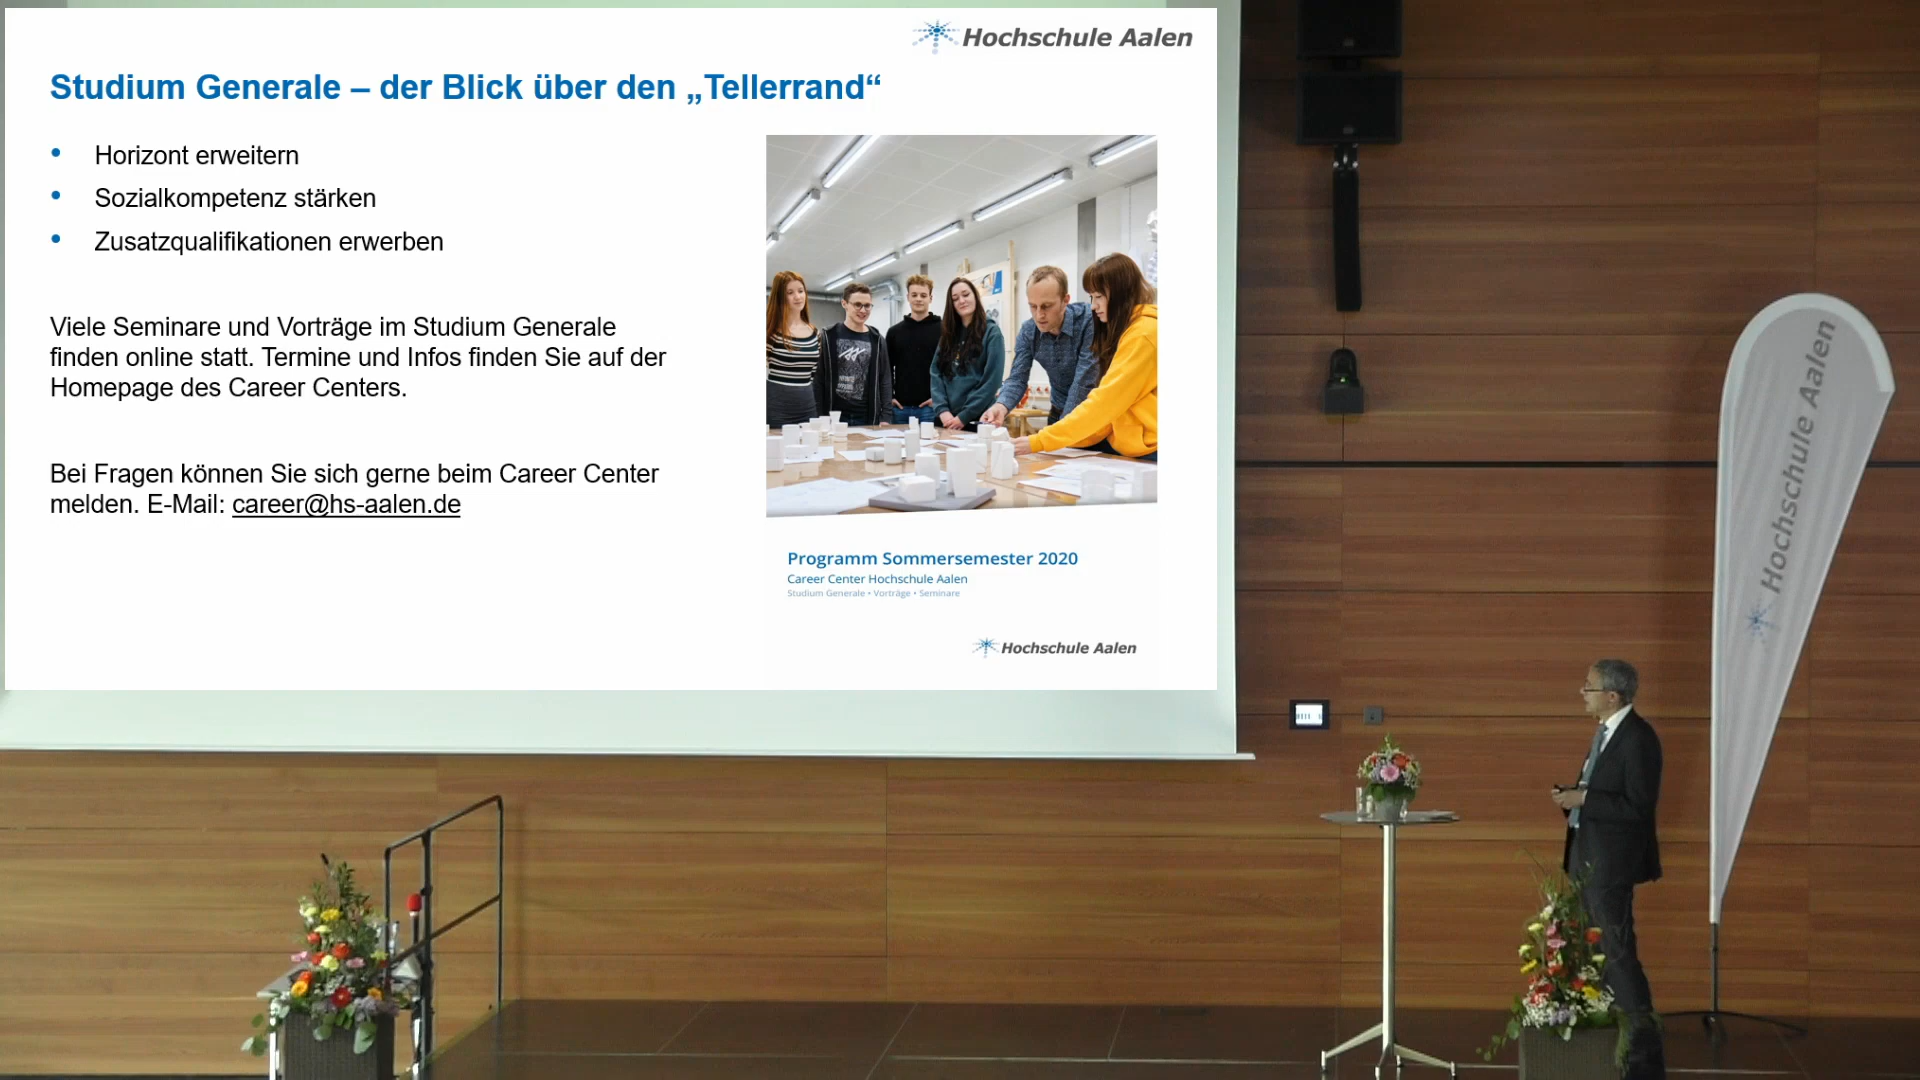 Hochschule Aalen
Studium Generale – der Blick über den „Tellerrand“
• Horizont erweitern
• Sozialkompetenz stärken
• Zusatzqualifikationen erwerben
Viele Seminare und Vorträge im Studium Generale
finden online statt. Termine und Infos finden Sie auf der
Homepage des Career Centers.
Bei Fragen können Sie sich gerne beim Career Center
melden. E-Mail: career@hs-aalen.de
Programm Sommersemester 2020
Career Center Hochschule Aalen
Studium Generale • Vorträge • Seminare
Hochschule Aalen
Hochschule Aalen